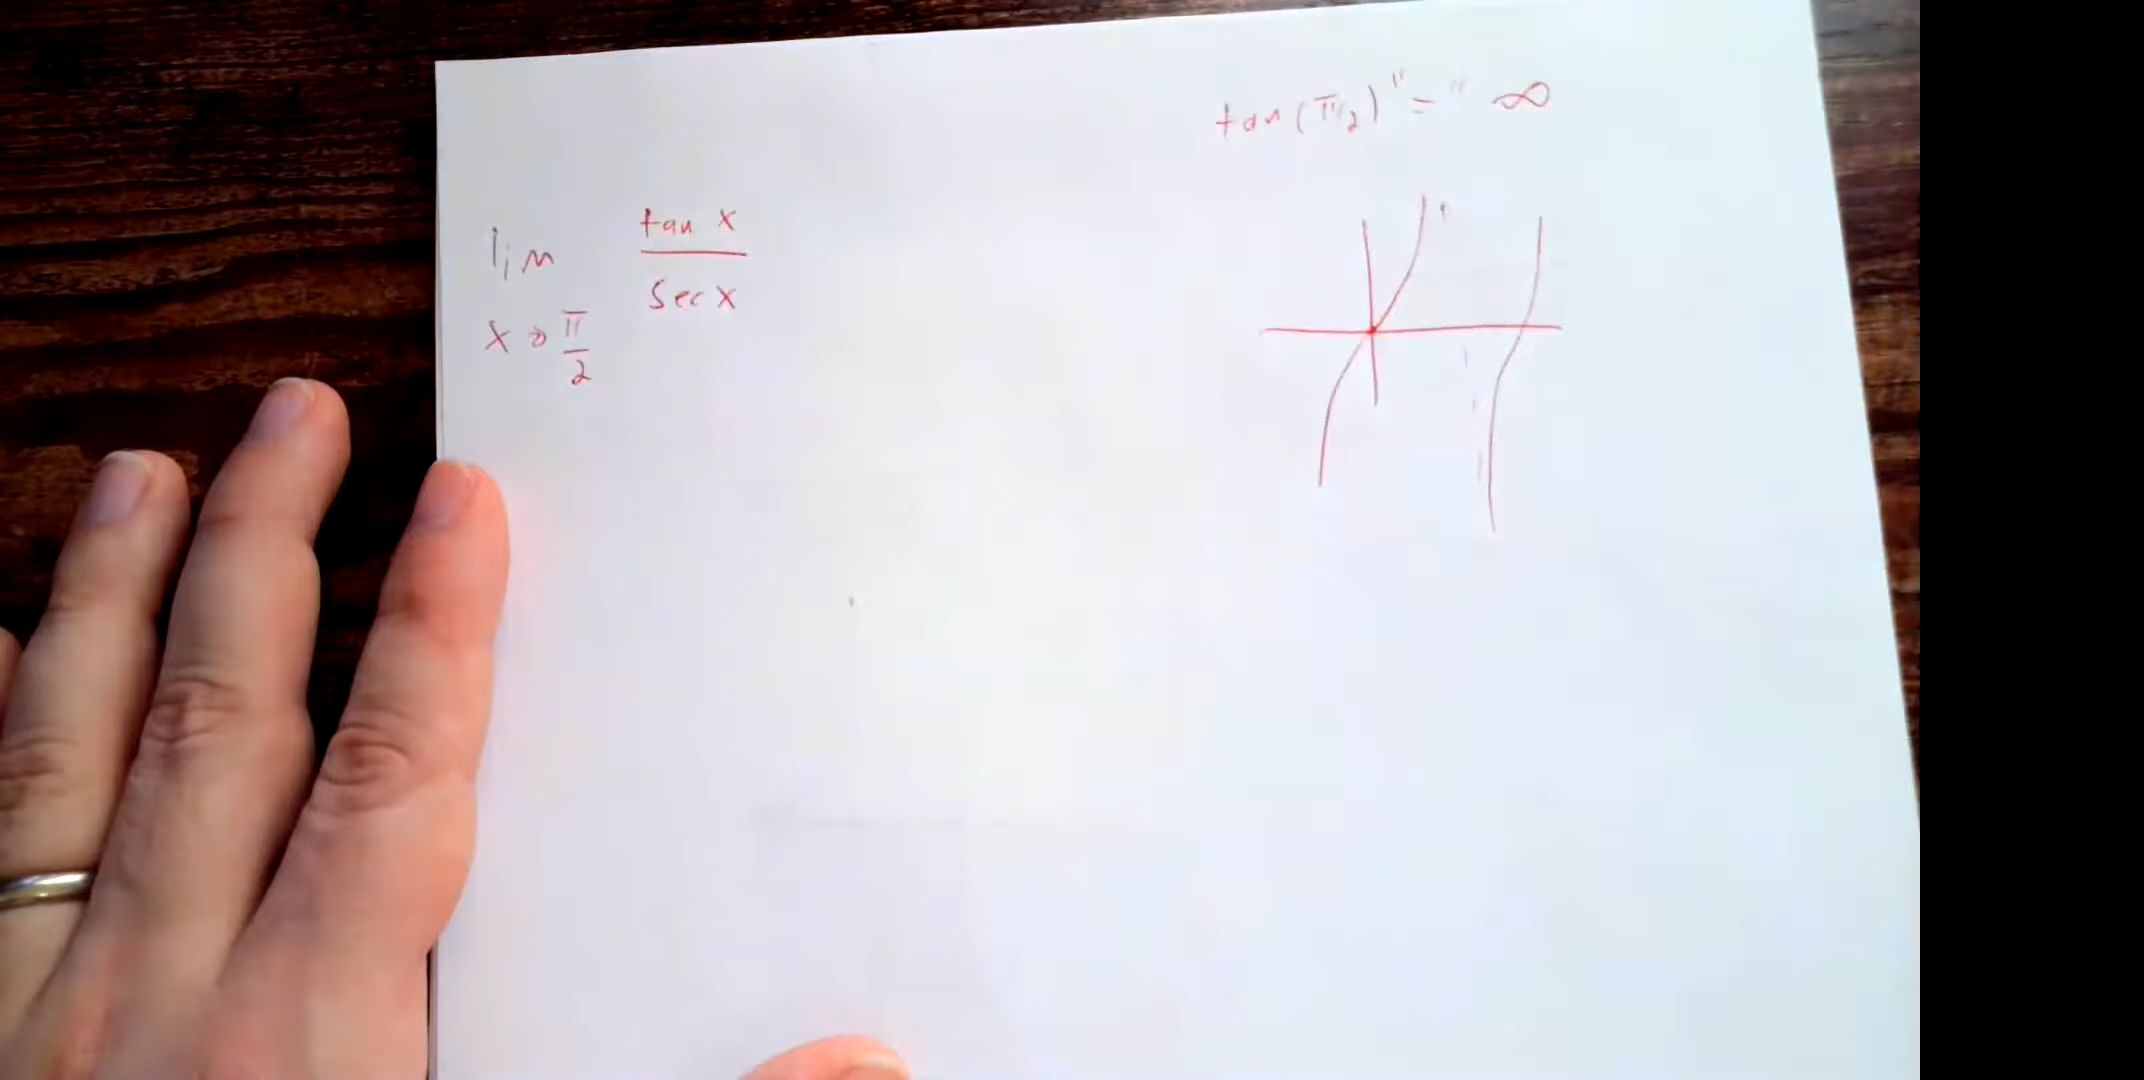 tan(π/2) "=" ∞
lim x→π/2 tan x / sec x